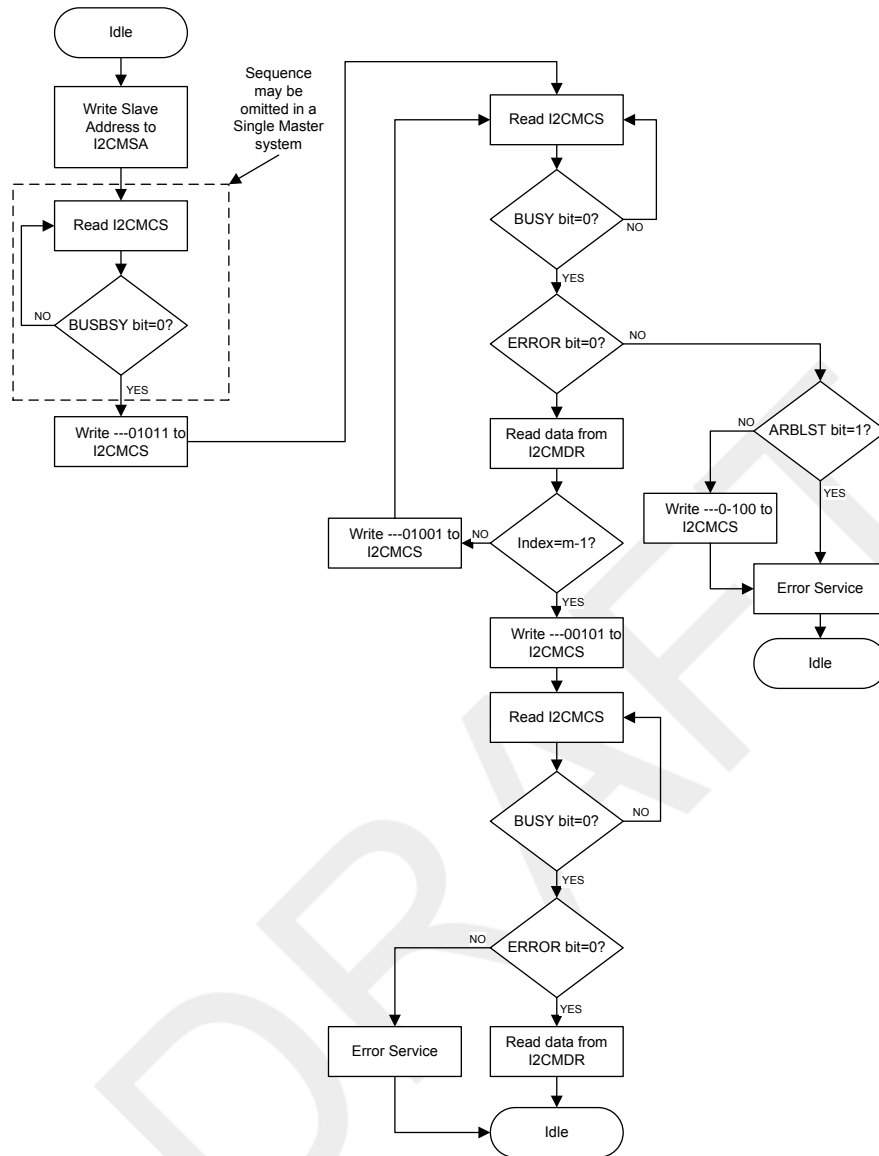 Idle
Write Slave
Address to
I2CMSA
Sequence
may be
omitted in a
Single Master
system
Read I2CMCS
BUSBSY bit=0?
NO
YES
Write ---01011 to
I2CMCS
Read I2CMCS
BUSY bit=0?
NO
YES
ERROR bit=0?
NO
Read data from
I2CMDR
ARBLST bit=1?
NO
YES
Write ---0-100 to
I2CMCS
Error Service
Idle
Index=m-1?
NO
Write ---01001 to
I2CMCS
YES
Write ---00101 to
I2CMCS
Read I2CMCS
BUSY bit=0?
NO
YES
ERROR bit=0?
NO
YES
Error Service
Read data from
I2CMDR
Idle
DRAFT